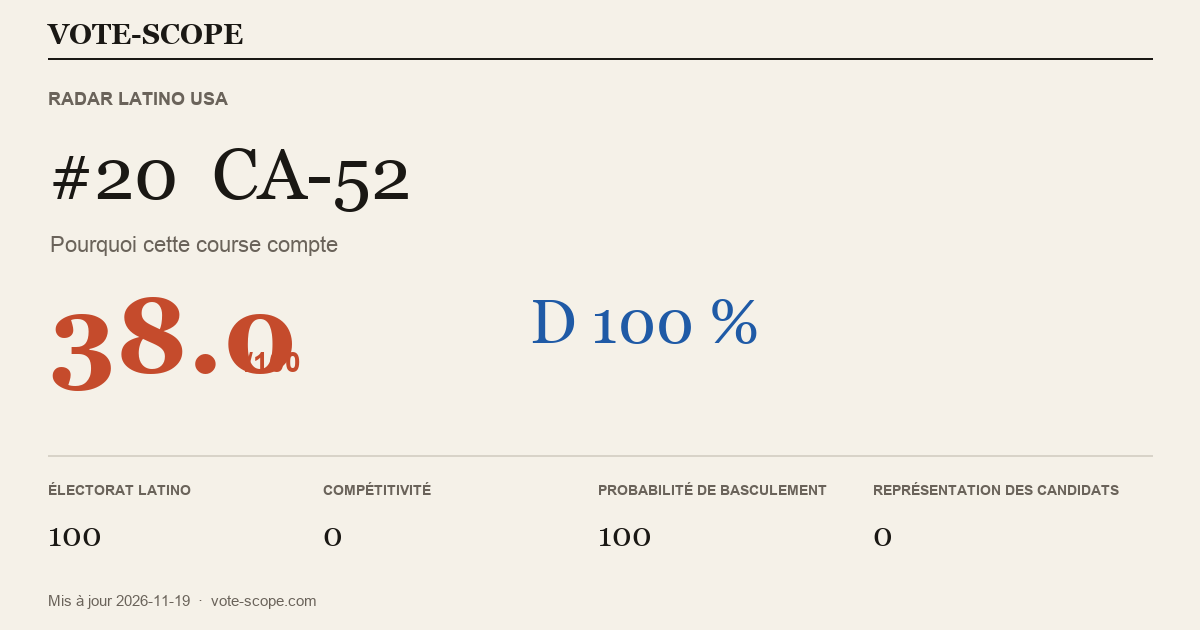 VOTE-SCOPE
RADAR LATINO USA
#20 CA-52
Pourquoi cette course compte
38.0 /100
D 100 %
ÉLECTORAT LATINO
100
COMPÉTITIVITÉ
0
PROBABILITÉ DE BASCULEMENT
100
REPRÉSENTATION DES CANDIDATS
0
Mis à jour 2026-11-19 · vote-scope.com